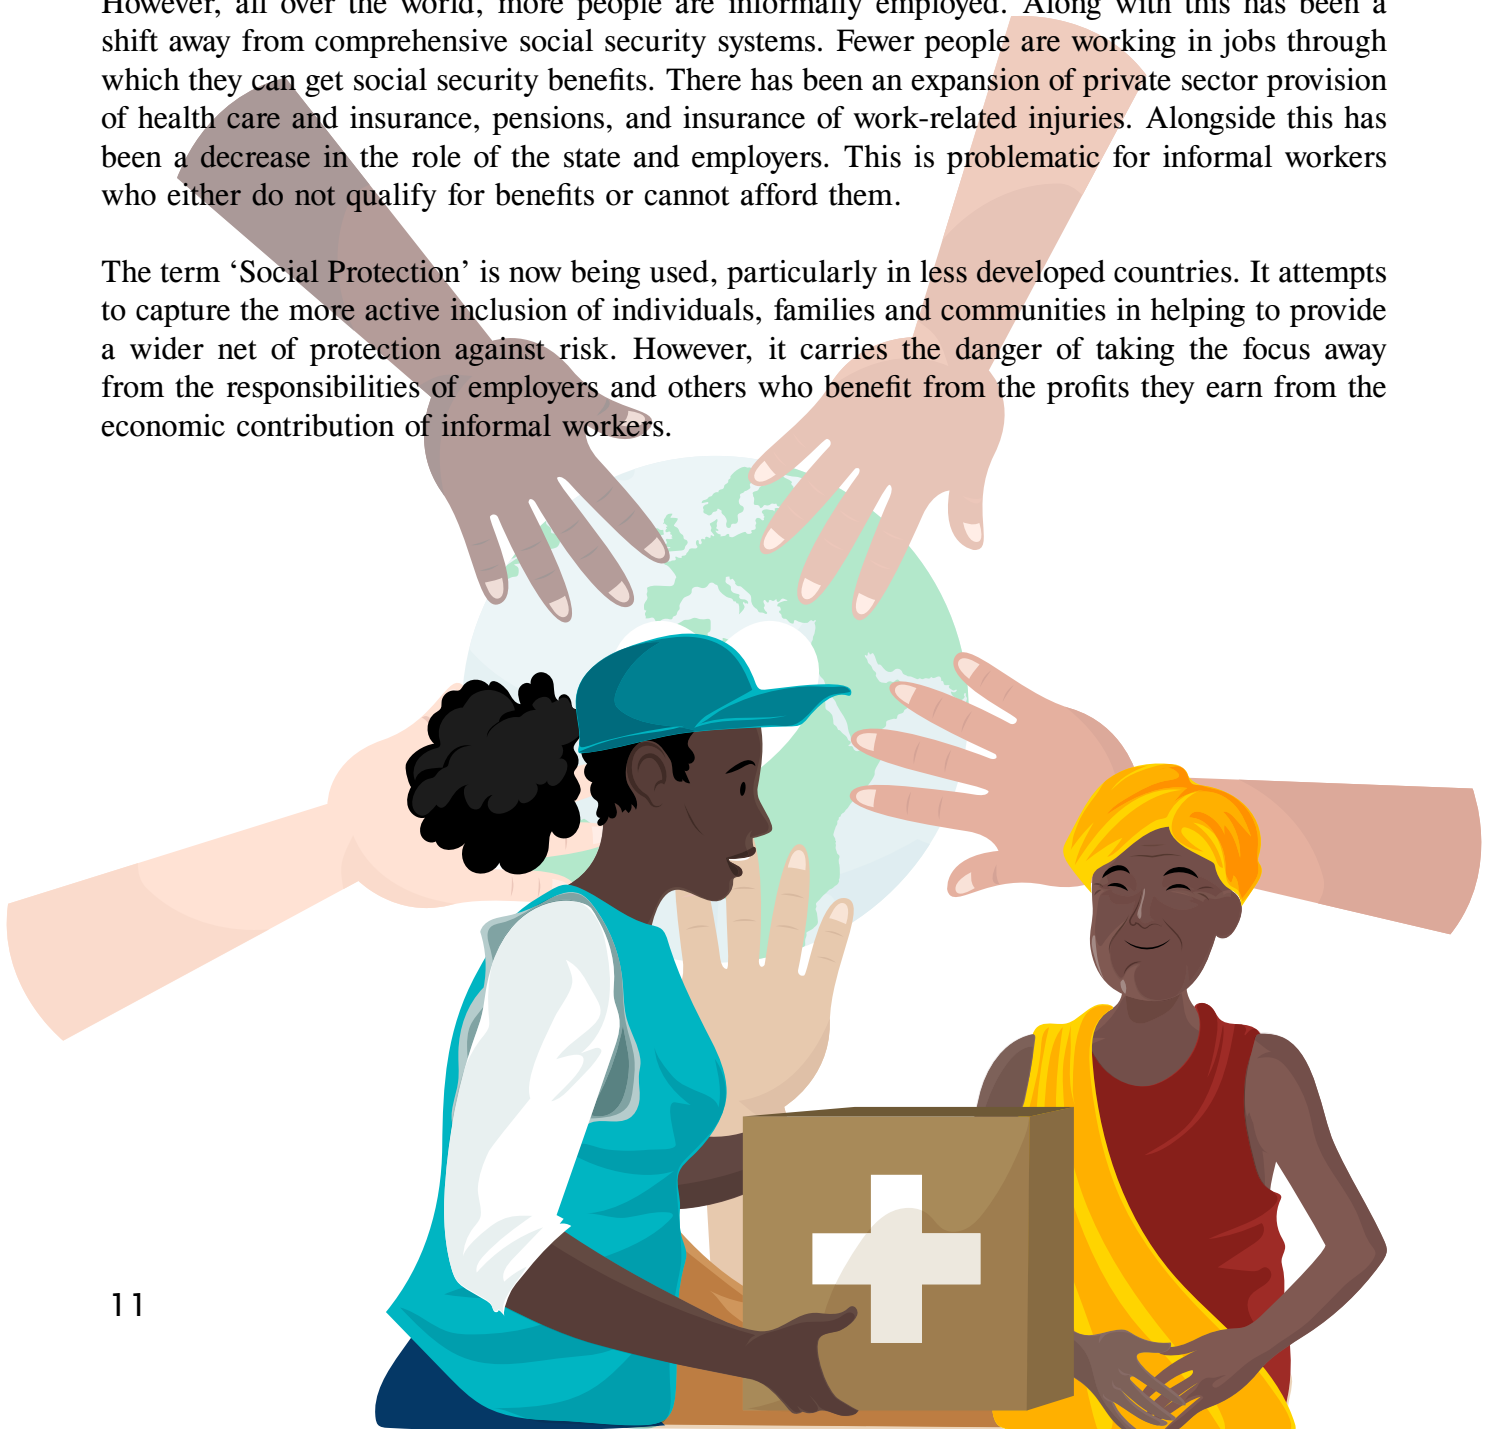 However, all over the world, more people are informally employed. Along with this has been a
shift away from comprehensive social security systems. Fewer people are working in jobs through
which they can get social security benefits. There has been an expansion of private sector provision
of health care and insurance, pensions, and insurance of work-related injuries. Alongside this has
been a decrease in the role of the state and employers. This is problematic for informal workers
who either do not qualify for benefits or cannot afford them.
The term ‘Social Protection’ is now being used, particularly in less developed countries. It attempts
to capture the more active inclusion of individuals, families and communities in helping to provide
a wider net of protection against risk. However, it carries the danger of taking the focus away
from the responsibilities of employers and others who benefit from the profits they earn from the
economic contribution of informal workers.
11